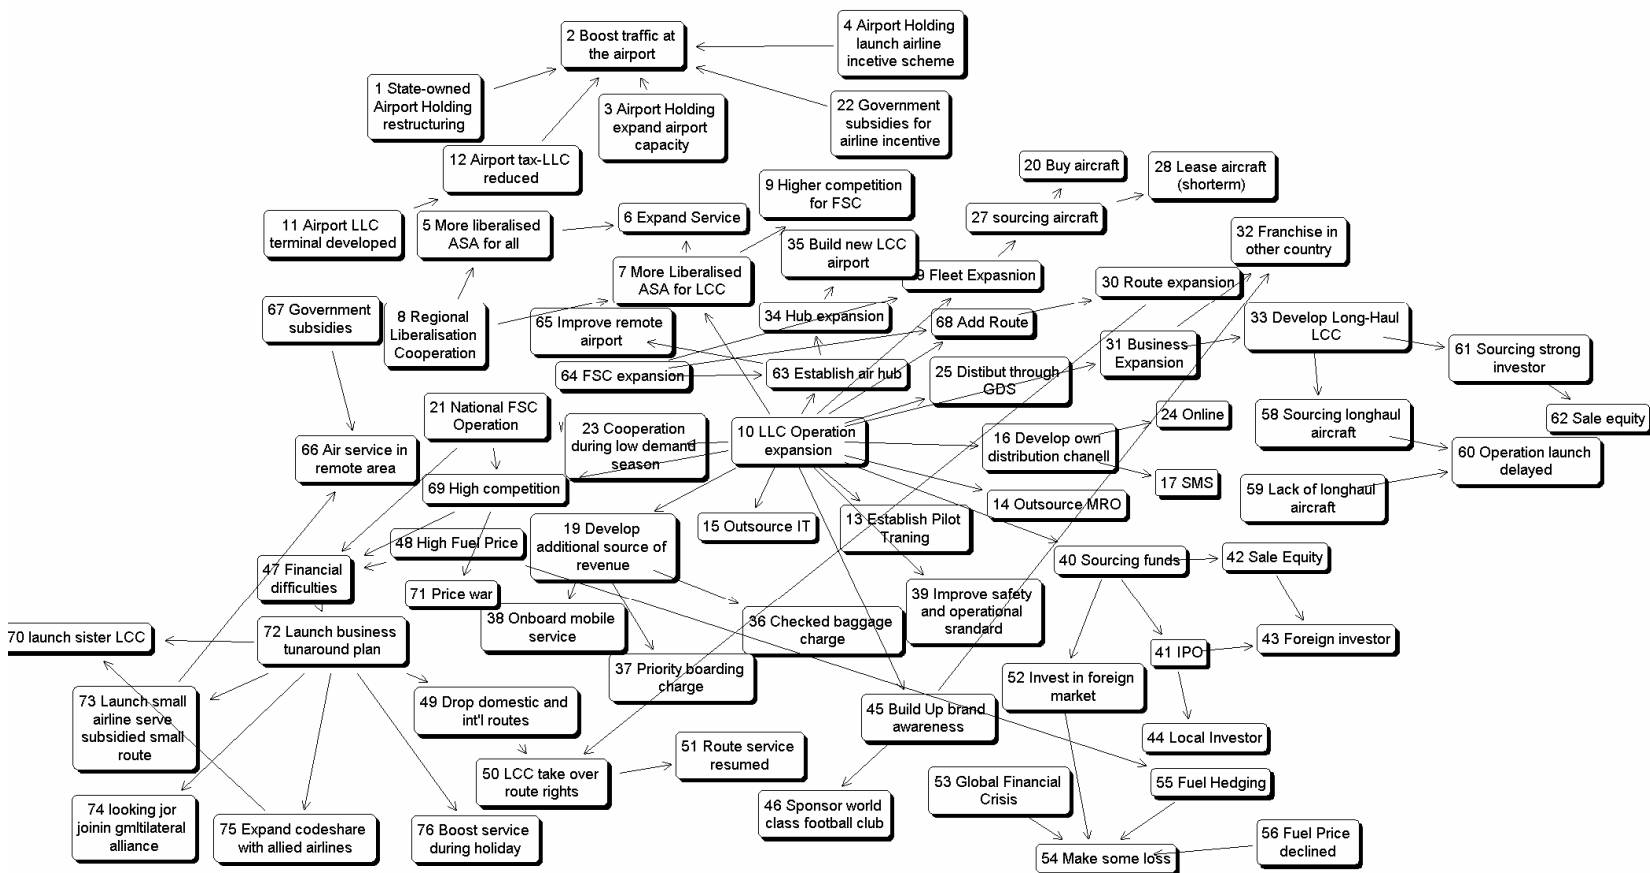 2 Boost traffic at
the airport
4 Airport Holding
launch airline
incetive scheme
1 State-owned
Airport Holding
restructuring
3 Airport Holding
expand airport
capacity
22 Government
subsidies for
airline incentive
12 Airport tax-LLC
reduced
20 Buy aircraft
28 Lease aircraft
(shorterm)
9 Higher competition
for FSC
11 Airport LLC
terminal developed
5 More liberalised
ASA for all
6 Expand Service
27 sourcing aircraft
32 Franchise in
other country
35 Build new LCC
airport
7 More Liberalised
ASA for LCC
9 Fleet Expasnion
30 Route expansion
67 Government
subsidies
8 Regional
Liberalisation
Cooperation
65 Improve remote
airport
34 Hub expansion
68 Add Route
33 Develop Long-Haul
LCC
31 Business
Expansion
61 Sourcing strong
investor
64 FSC expansion
63 Establish air hub
25 Distibut through
GDS
21 National FSC
Operation
23 Cooperation
during low demand
season
10 LLC Operation
expansion
24 Online
58 Sourcing longhaul
aircraft
62 Sale equity
66 Air service in
remote area
16 Develop own
distribution chanell
60 Operation launch
delayed
69 High competition
17 SMS
59 Lack of longhaul
aircraft
14 Outsource MRO
15 Outsource IT
13 Establish Pilot
Traning
19 Develop
additional source of
revenue
48 High Fuel Price
47 Financial
difficulties
40 Sourcing funds
42 Sale Equity
71 Price war
38 Onboard mobile
service
39 Improve safety
and operational
srandard
36 Checked baggage
charge
70 launch sister LCC
72 Launch business
tunaround plan
43 Foreign investor
41 IPO
37 Priority boarding
charge
52 Invest in foreign
market
73 Launch small
airline serve
subsidied small
route
49 Drop domestic and
int'l routes
45 Build Up brand
awareness
44 Local Investor
51 Route service
resumed
50 LCC take over
route rights
53 Global Financial
Crisis
55 Fuel Hedging
74 looking jor
joinin gmltilateral
alliance
75 Expand codeshare
with allied airlines
76 Boost service
during holiday
46 Sponsor world
class football club
54 Make some loss
56 Fuel Price
declined